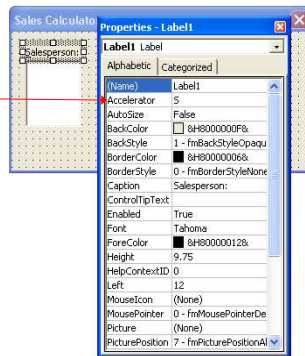 Sales Calculato
Properties - Label1
Salesperson:
Label1 Label
Alphabetic Categorized
(Name) Label1
Accelerator S
AutoSize False
BackColor &H8000000F&
BackStyle 1 - fmBackStyleOpaqu
BorderColor &H80000006&
BorderStyle 0 - fmBorderStyleNone
Caption Salesperson:
ControlTipText
Enabled True
Font Tahoma
ForeColor &H80000012&
Height 9.75
HelpContextID 0
Left 12
MouseIcon (None)
MousePointer 0 - fmMousePointerDe
Picture (None)
PicturePosition 7 - fmPicturePositionAl